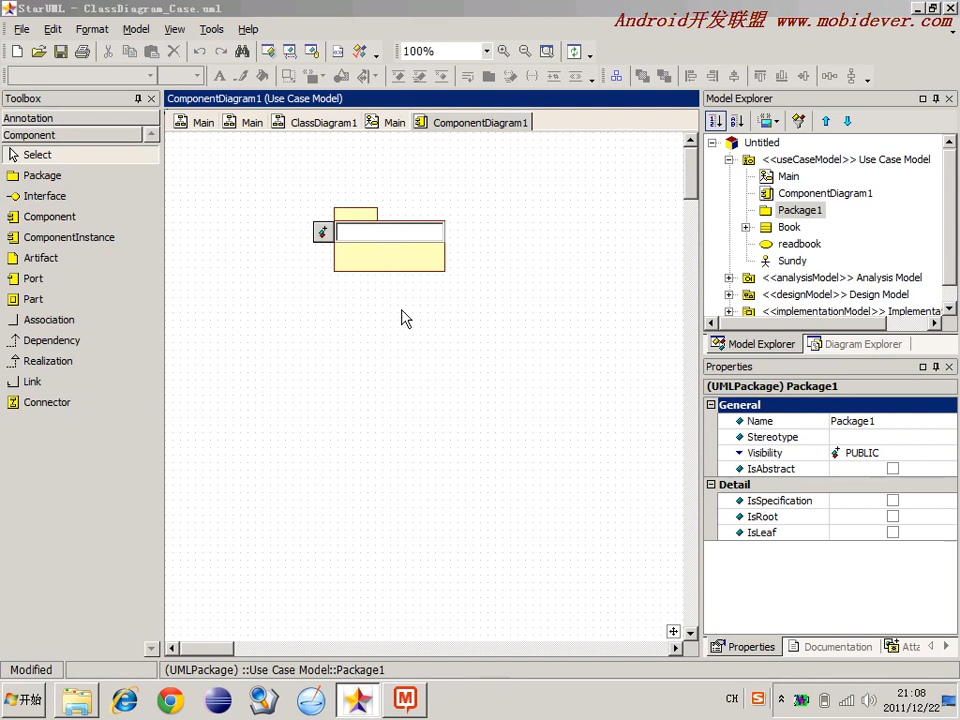 StarUML - ClassDiagram_Case.uml
Android开发联盟 www.mobidever.com
File Edit Format Model View Tools Help
100%
Toolbox
Annotation
Component
Select
Package
Interface
Component
ComponentInstance
Artifact
Port
Part
Association
Dependency
Realization
Link
Connector
ComponentDiagram1 (Use Case Model)
Main Main ClassDiagram1 Main ComponentDiagram1
Model Explorer
Untitled
<<useCaseModel>> Use Case Model
Main
ComponentDiagram1
Package1
Book
readbook
Sundy
<<analysisModel>> Analysis Model
<<designModel>> Design Model
<<implementationModel>> Implementa
Model Explorer Diagram Explorer
Properties
(UMLPackage) Package1
General
Name Package1
Stereotype
Visibility PUBLIC
IsAbstract
Detail
IsSpecification
IsRoot
IsLeaf
Properties Documentation Atta
Modified (UMLPackage) ::Use Case Model::Package1
开始 CH 21:08
2011/12/22